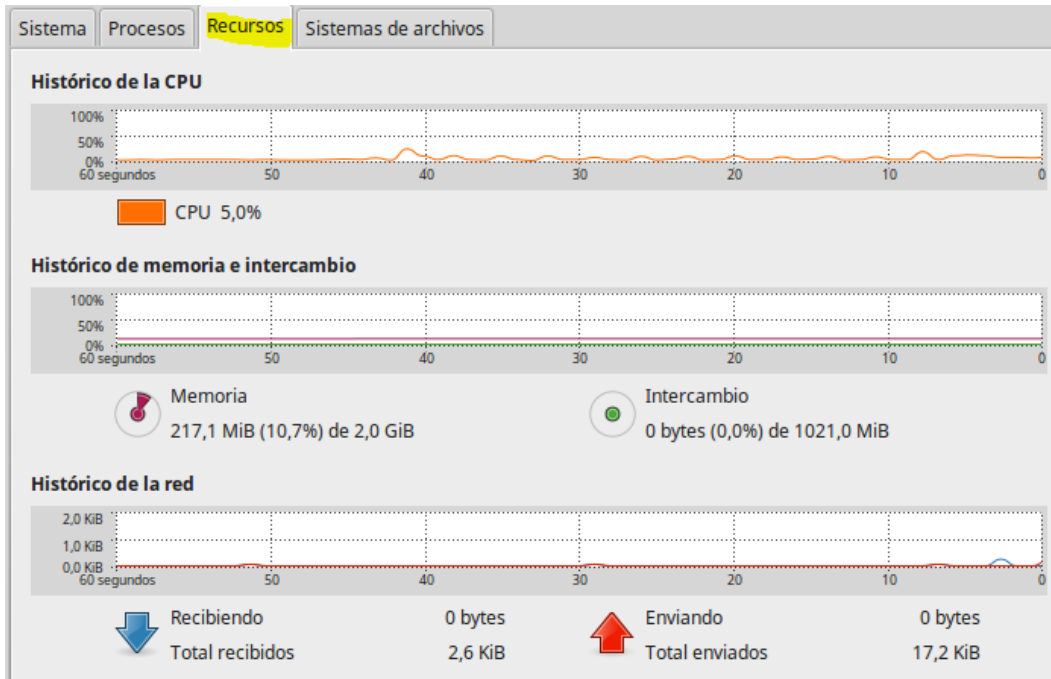 Sistema Procesos Recursos Sistemas de archivos
Histórico de la CPU
100%
50%
0%
60 segundos 50 40 30 20 10 0
CPU 5,0%
Histórico de memoria e intercambio
100%
50%
0%
60 segundos 50 40 30 20 10 0
Memoria Intercambio
217,1 MiB (10,7%) de 2,0 GiB 0 bytes (0,0%) de 1021,0 MiB
Histórico de la red
2,0 KiB
1,0 KiB
0,0 KiB
60 segundos 50 40 30 20 10 0
Recibiendo 0 bytes Enviando 0 bytes
Total recibidos 2,6 KiB Total enviados 17,2 KiB